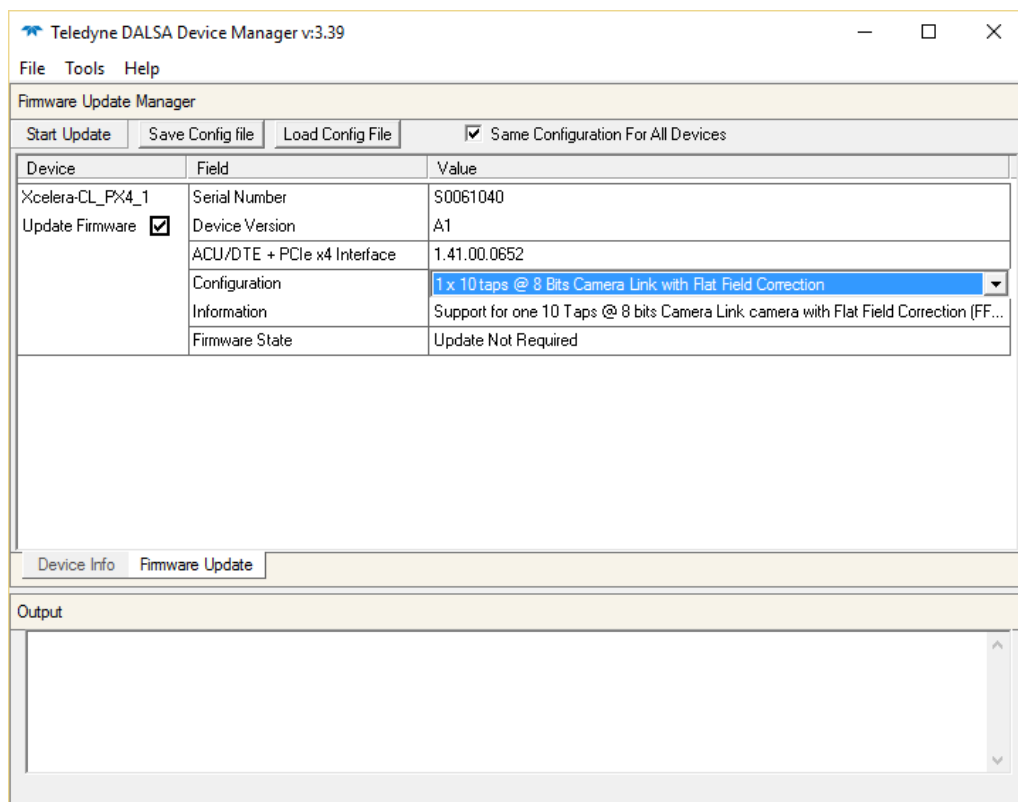 Teledyne DALSA Device Manager v:3.39
File Tools Help
Firmware Update Manager
Start Update Save Config file Load Config File Same Configuration For All Devices
Device Field Value
Xcelera-CL_PX4_1 Serial Number S0061040
Update Firmware Device Version A1
ACU/DTE + PCIe x4 Interface 1.41.00.0652
Configuration 1 x 10 taps @ 8 Bits Camera Link with Flat Field Correction
Information Support for one 10 Taps @ 8 bits Camera Link camera with Flat Field Correction (FF...
Firmware State Update Not Required
Device Info Firmware Update
Output